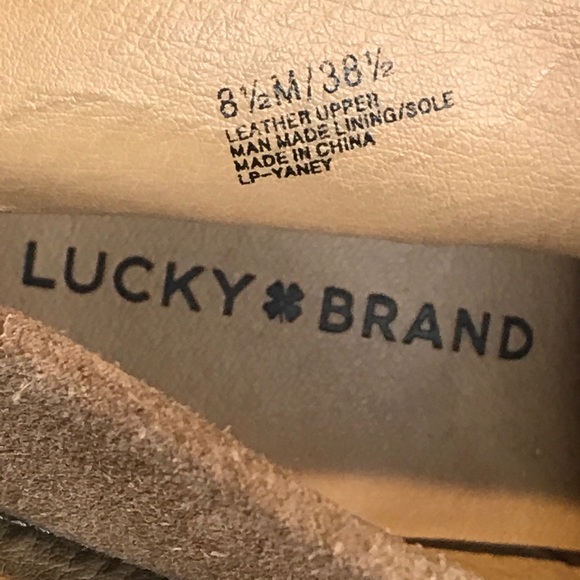 8½M/38½
LEATHER UPPER
MAN MADE LINING/SOLE
MADE IN CHINA
LP-YANEY
LUCKY BRAND